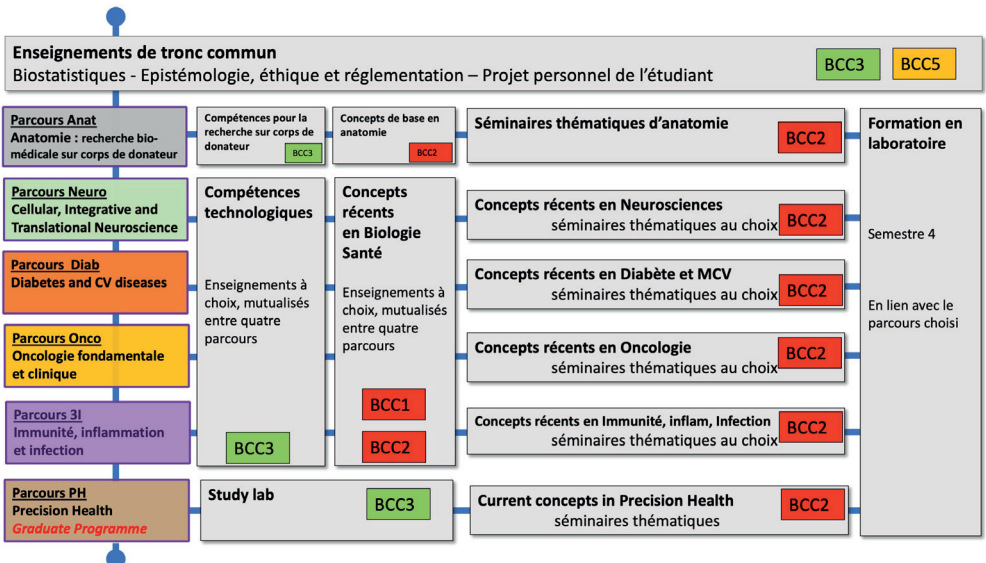 Enseignements de tronc commun
Biostatistiques - Epistémologie, éthique et réglementation – Projet personnel de l'étudiant
BCC3
BCC5
Parcours Anat
Anatomie : recherche bio-
médicale sur corps de donateur
Compétences pour la
recherche sur corps de
donateur
BCC3
Concepts de base en
anatomie
BCC2
Séminaires thématiques d'anatomie
BCC2
Formation en
laboratoire
Semestre 4
En lien avec le
parcours choisi
Parcours Neuro
Cellular, Integrative and
Translational Neuroscience
Compétences
technologiques
Enseignements à
choix, mutualisés
entre quatre
parcours
BCC3
Concepts
récents
en Biologie
Santé
Enseignements à
choix, mutualisés
entre quatre
parcours
BCC1
BCC2
Concepts récents en Neurosciences
séminaires thématiques au choix
BCC2
Parcours Diab
Diabetes and CV diseases
Concepts récents en Diabète et MCV
séminaires thématiques au choix
BCC2
Parcours Onco
Oncologie fondamentale
et clinique
Concepts récents en Oncologie
séminaires thématiques au choix
BCC2
Parcours 3I
Immunité, inflammation
et infection
Concepts récents en Immunité, inflam, Infection
séminaires thématiques au choix
BCC2
Parcours PH
Precision Health
Graduate Programme
Study lab
BCC3
Current concepts in Precision Health
séminaires thématiques
BCC2